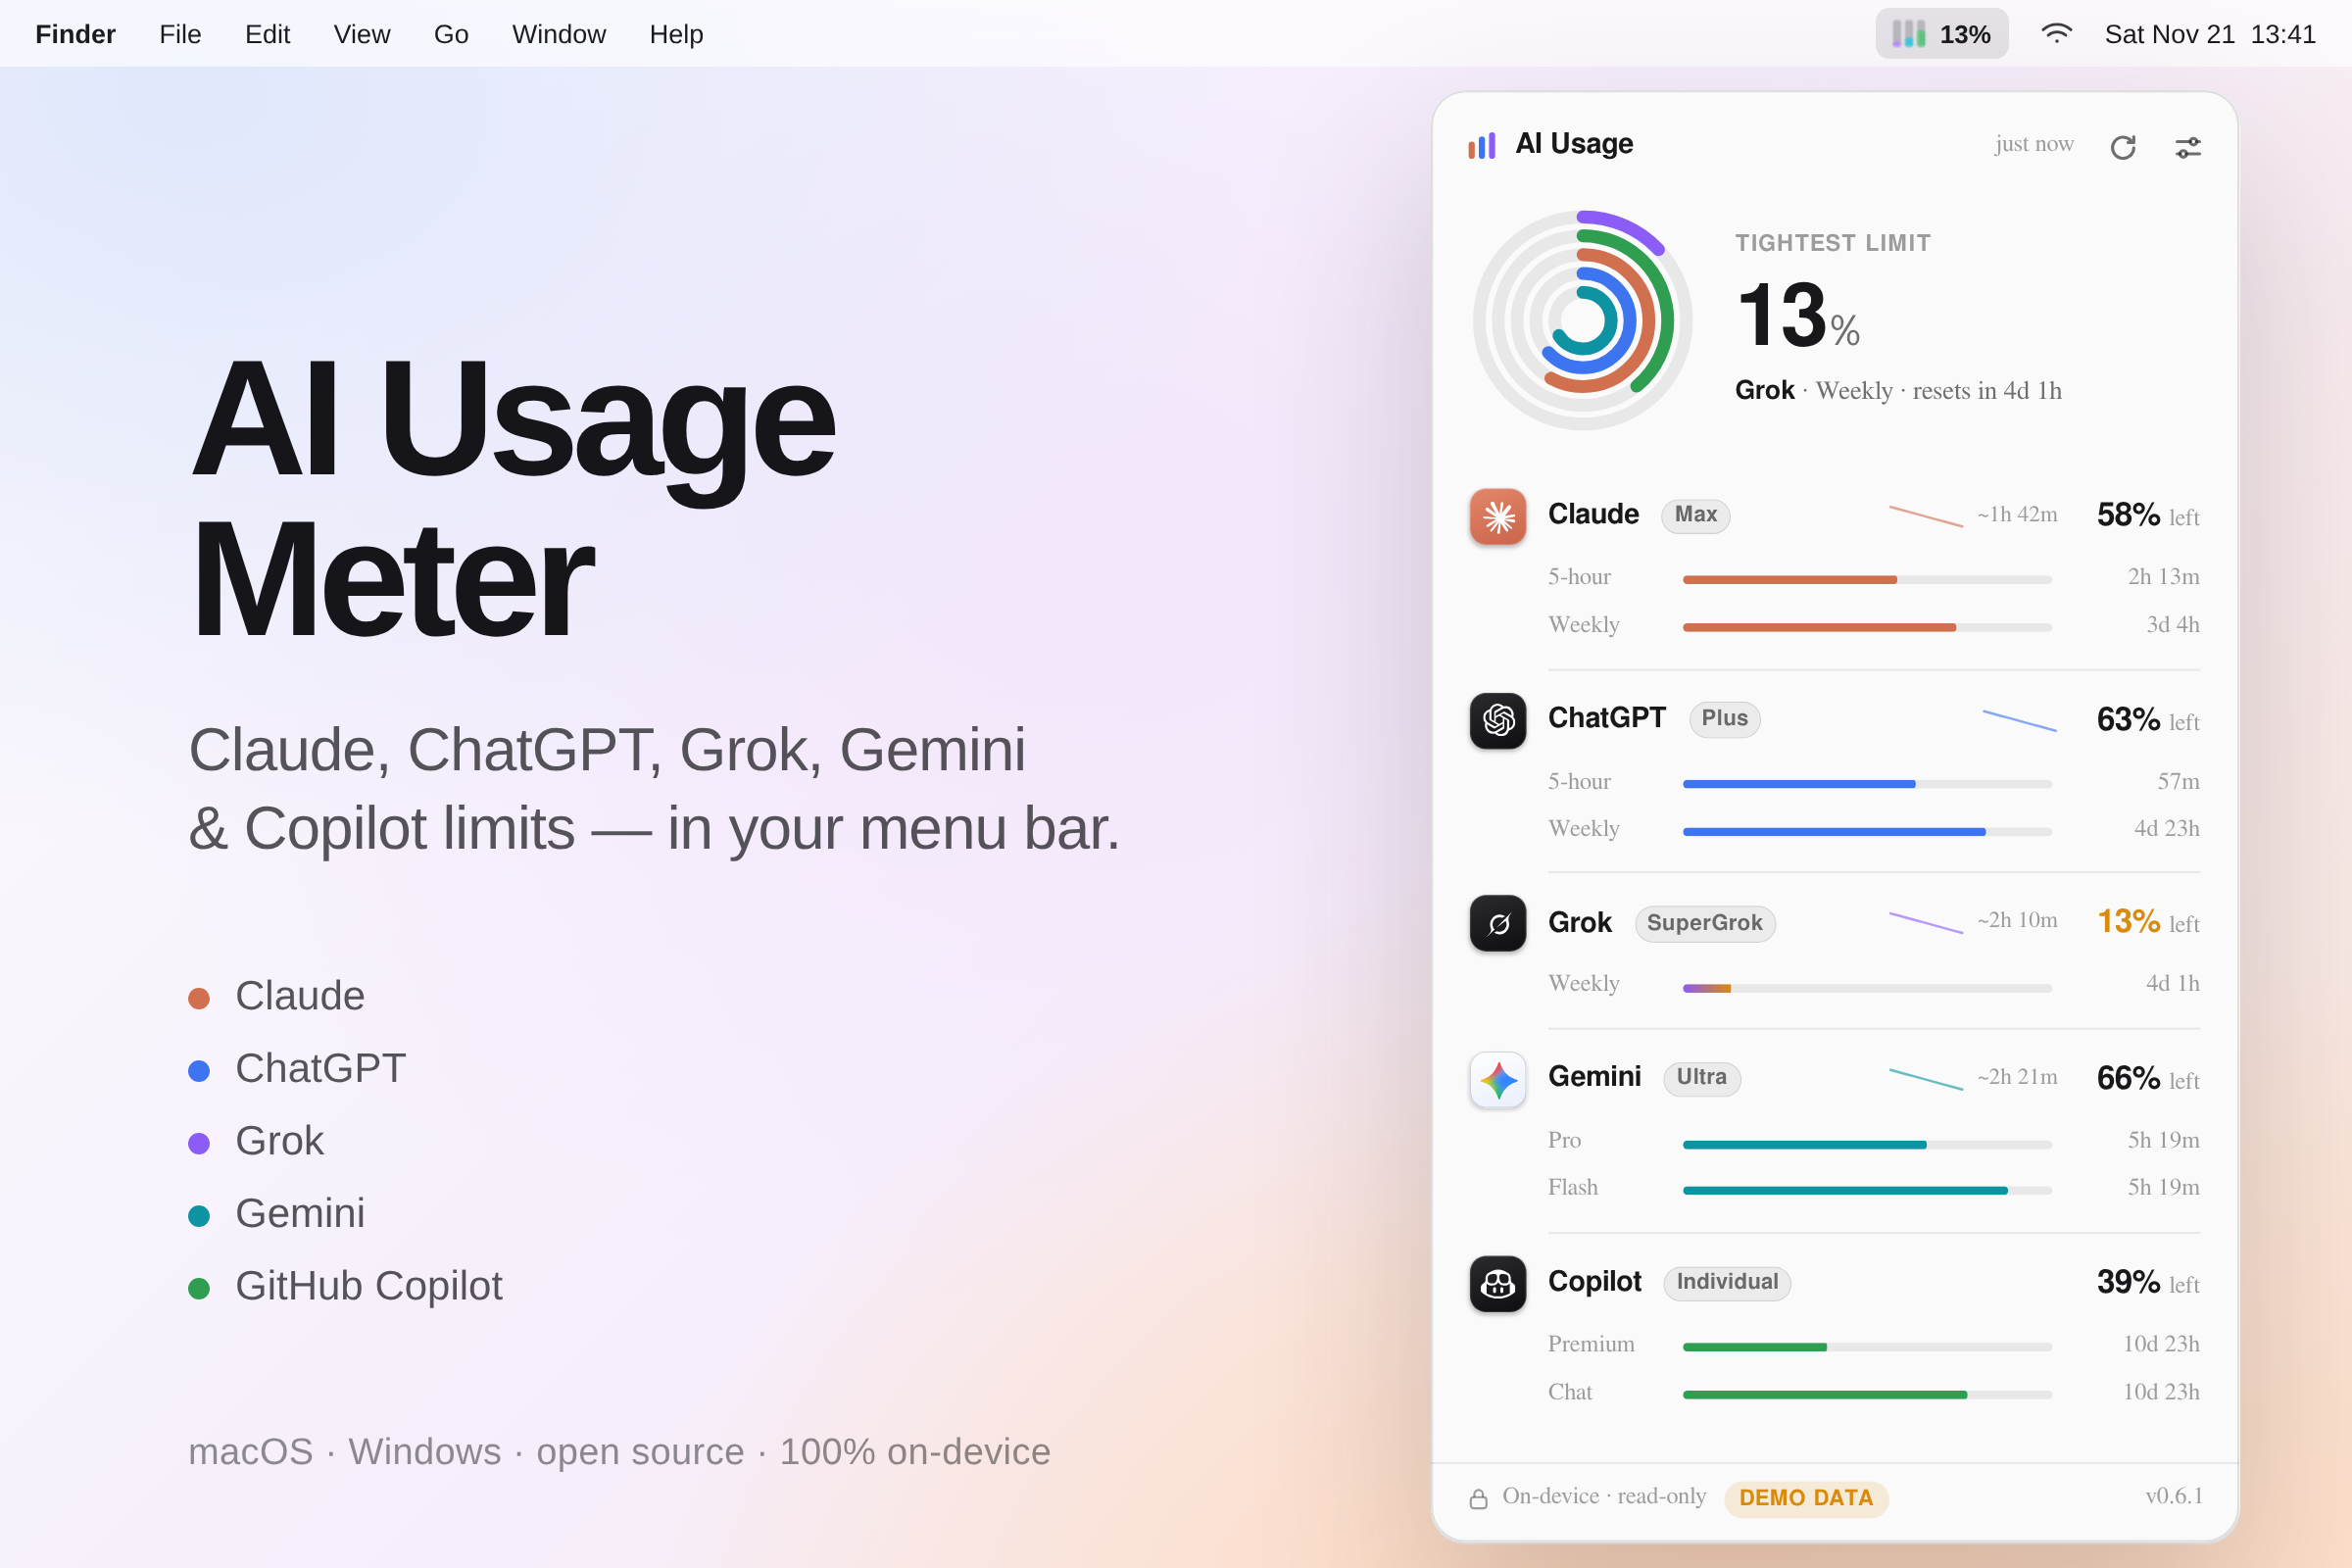 Finder File Edit View Go Window Help
13% Sat Nov 21 13:41
AI Usage
Meter
Claude, ChatGPT, Grok, Gemini
& Copilot limits — in your menu bar.
Claude
ChatGPT
Grok
Gemini
GitHub Copilot
macOS · Windows · open source · 100% on-device
AI Usage just now
TIGHTEST LIMIT
13%
Grok · Weekly · resets in 4d 1h
Claude Max ~1h 42m 58% left
5-hour 2h 13m
Weekly 3d 4h
ChatGPT Plus 63% left
5-hour 57m
Weekly 4d 23h
Grok SuperGrok ~2h 10m 13% left
Weekly 4d 1h
Gemini Ultra ~2h 21m 66% left
Pro 5h 19m
Flash 5h 19m
Copilot Individual 39% left
Premium 10d 23h
Chat 10d 23h
On-device · read-only DEMO DATA v0.6.1